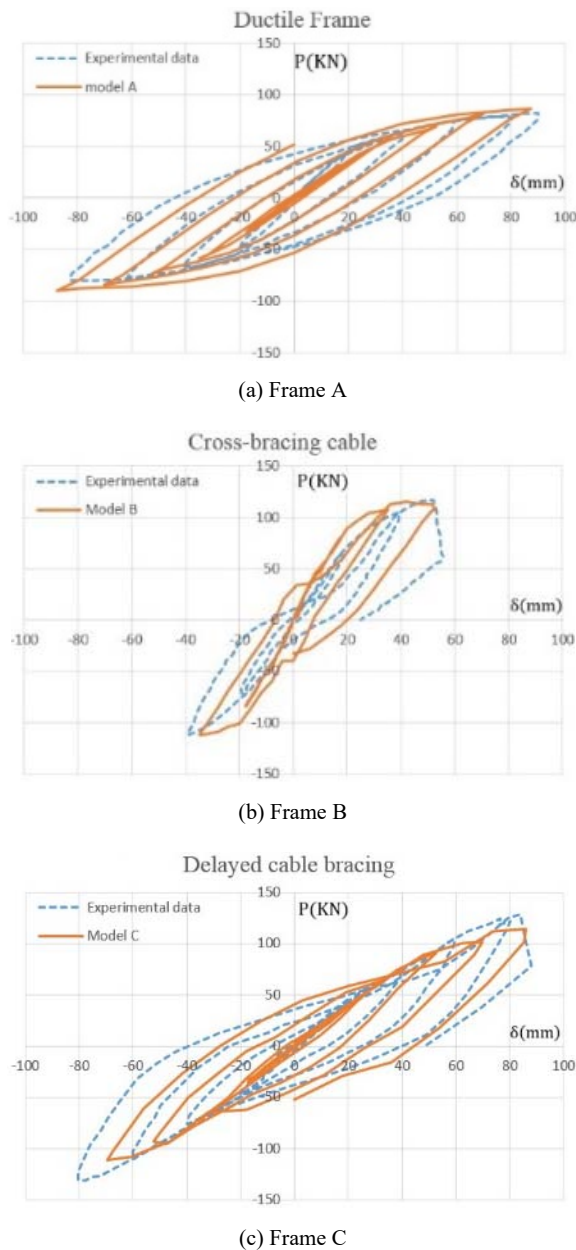 Ductile Frame
150
Experimental data
P(KN)
model A
100
50
δ(mm)
0
-100 -80 -60 -40 -20 0 20 40 60 80 100
-50
-100
-150
(a) Frame A
Cross-bracing cable
150
Experimental data
P(KN)
Model B
100
50
δ(mm)
0
-100 -80 -60 -40 -20 0 20 40 60 80 100
-50
-100
-150
(b) Frame B
Delayed cable bracing
150
Experimental data
P(KN)
Model C
100
50
δ(mm)
0
-100 -80 -60 -40 -20 0 20 40 60 80 100
-50
-100
-150
(c) Frame C